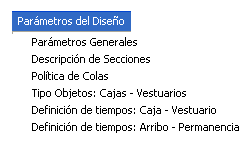 Parámetros del Diseño
Parámetros Generales
Descripción de Secciones
Política de Colas
Tipo Objetos: Cajas - Vestuarios
Definición de tiempos: Caja - Vestuario
Definición de tiempos: Arribo - Permanencia